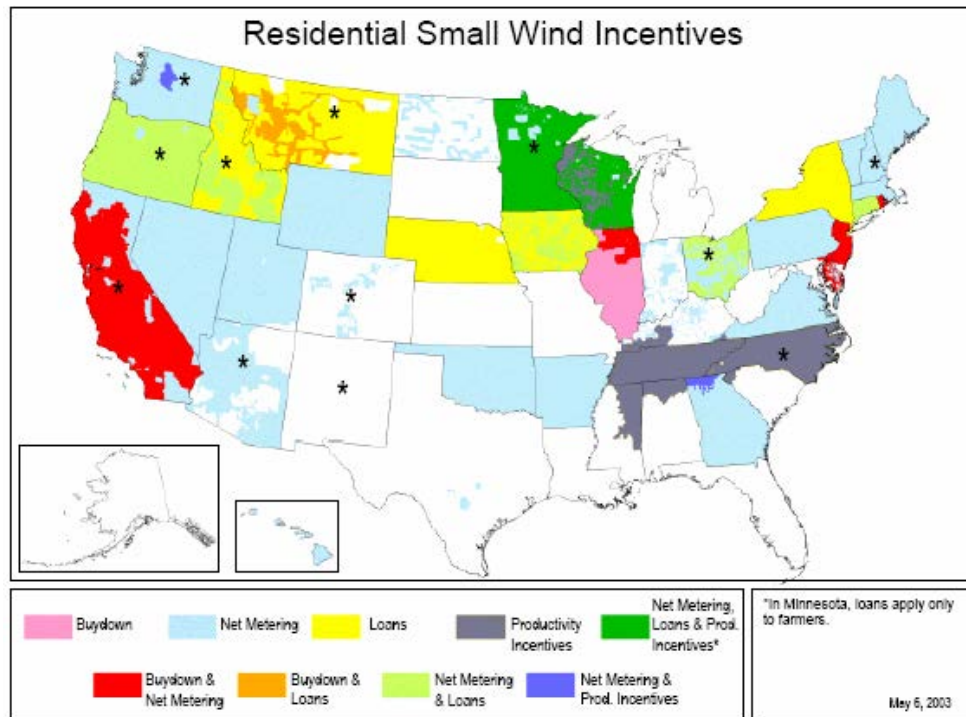 Residential Small Wind Incentives
*
*
*
*
*
*
*
*
*
*
*
*
*
Buydown
Net Metering
Loans
Productivity
Incentives
Net Metering,
Loans & Prod.
Incentives*
Buydown &
Net Metering
Buydown &
Loans
Net Metering
& Loans
Net Metering &
Prod. Incentives
*In Minnesota, loans apply only
to farmers.
May 6, 2003